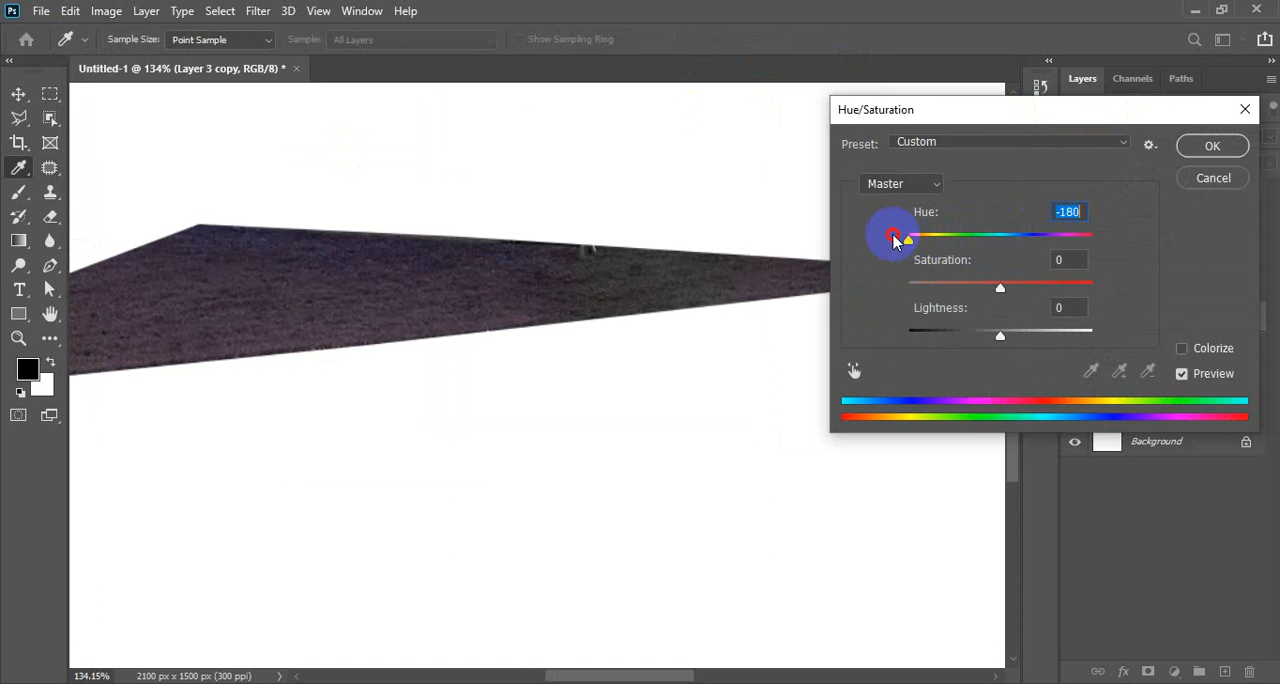 Ps File Edit Image Layer Type Select Filter 3D View Window Help
Sample Size: Point Sample Sample: All Layers Show Sampling Ring
Untitled-1 @ 134% (Layer 3 copy, RGB/8) * ×
Layers Channels Paths
Hue/Saturation
Preset: Custom OK
Master Cancel
Hue: -180
Saturation: 0
Lightness: 0
Colorize
Preview
Background
134.15% 2100 px x 1500 px (300 ppi)
T
fx